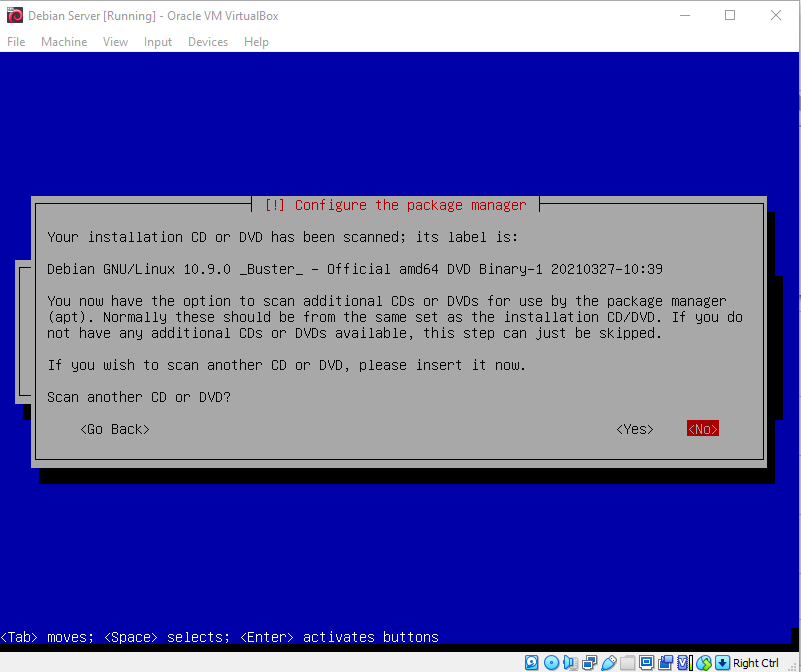 Debian Server [Running] - Oracle VM VirtualBox
File Machine View Input Devices Help
[!] Configure the package manager
Your installation CD or DVD has been scanned; its label is:
Debian GNU/Linux 10.9.0 _Buster_ - Official amd64 DVD Binary-1 20210327-10:39
You now have the option to scan additional CDs or DVDs for use by the package manager
(apt). Normally these should be from the same set as the installation CD/DVD. If you do
not have any additional CDs or DVDs available, this step can just be skipped.
If you wish to scan another CD or DVD, please insert it now.
Scan another CD or DVD?
<Go Back> <Yes> <No>
<Tab> moves; <Space> selects; <Enter> activates buttons
Right Ctrl